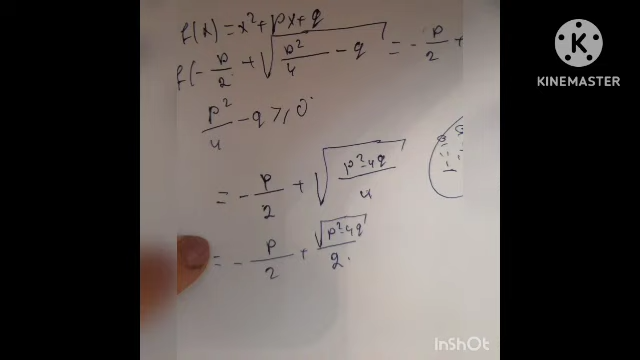 f(x) = x² + px + q
f(-p/2 + √(p²/4 - q) = -p/2 +
p²/4 - q ≥ 0
= -p/2 + √((p²-4q)/4)
= -p/2 + √(p²-4q)/2.
KINEMASTER
InShOt